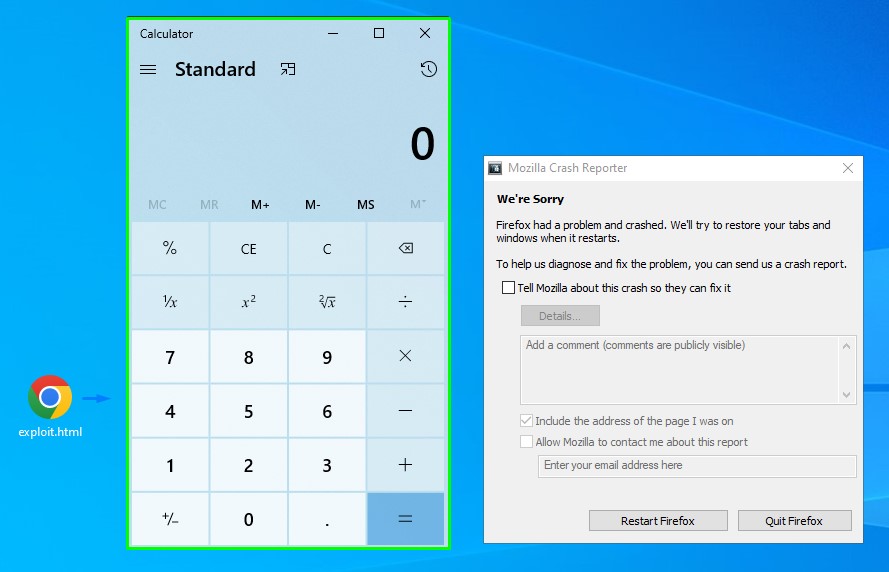 Calculator
Standard
0
MC MR M+ M- MS M˅
% CE C
¹/x x² ²√x ÷
7 8 9 ×
4 5 6 −
1 2 3 +
+/− 0 . =
exploit.html
Mozilla Crash Reporter
We're Sorry
Firefox had a problem and crashed. We'll try to restore your tabs and
windows when it restarts.
To help us diagnose and fix the problem, you can send us a crash report.
Tell Mozilla about this crash so they can fix it
Details...
Add a comment (comments are publicly visible)
Include the address of the page I was on
Allow Mozilla to contact me about this report
Enter your email address here
Restart Firefox Quit Firefox